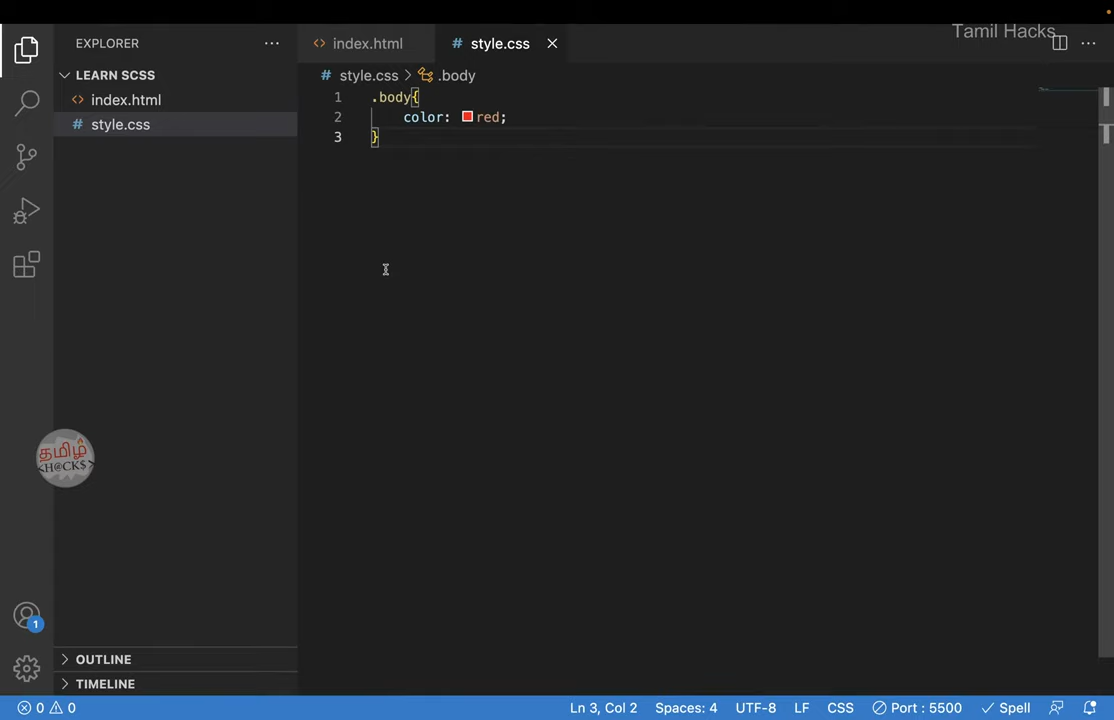 Tamil Hacks
EXPLORER
index.html
style.css
LEARN SCSS
style.css
.body
index.html
style.css
1
.body{
2
color: red;
3
}
தமிழ்
<H@CK$>
1
OUTLINE
TIMELINE
0
0
Ln 3, Col 2
Spaces: 4
UTF-8
LF
CSS
Port : 5500
Spell